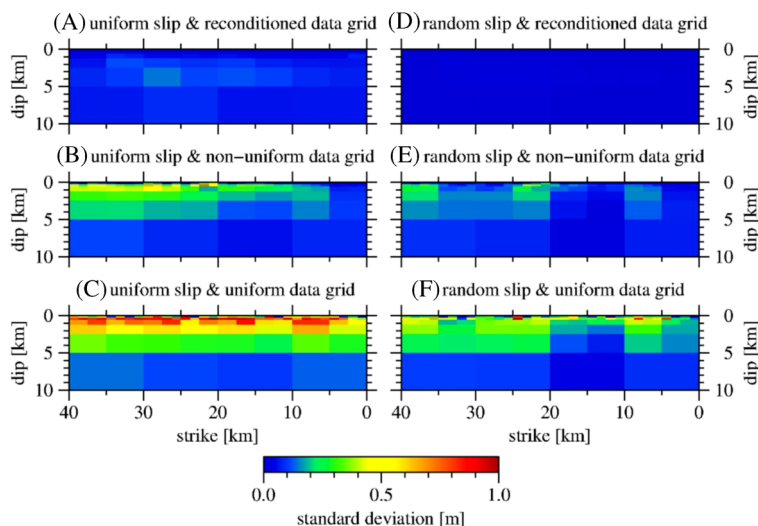 (A) uniform slip & reconditioned data grid
0
5
10
dip [km]
(D) random slip & reconditioned data grid
0
5
10
dip [km]
(B) uniform slip & non-uniform data grid
0
5
10
dip [km]
(E) random slip & non-uniform data grid
0
5
10
dip [km]
(C) uniform slip & uniform data grid
0
5
10
dip [km]
40 30 20 10 0
strike [km]
(F) random slip & uniform data grid
0
5
10
dip [km]
40 30 20 10 0
strike [km]
0.0 0.5 1.0
standard deviation [m]